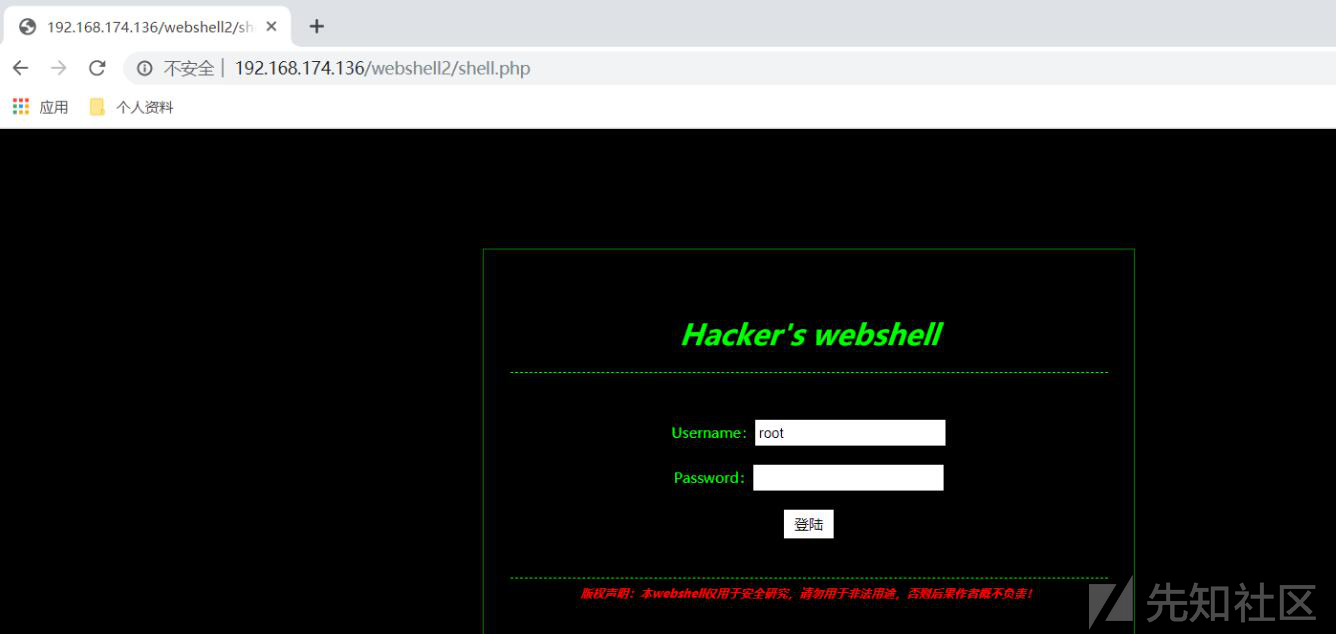 192.168.174.136/webshell2/sh
不安全 | 192.168.174.136/webshell2/shell.php
应用 个人资料
Hacker's webshell
Username: root
Password:
登陆
版权声明：本webshell仅用于安全研究，请勿用于非法用途，否则后果作者概不负责！
先知社区